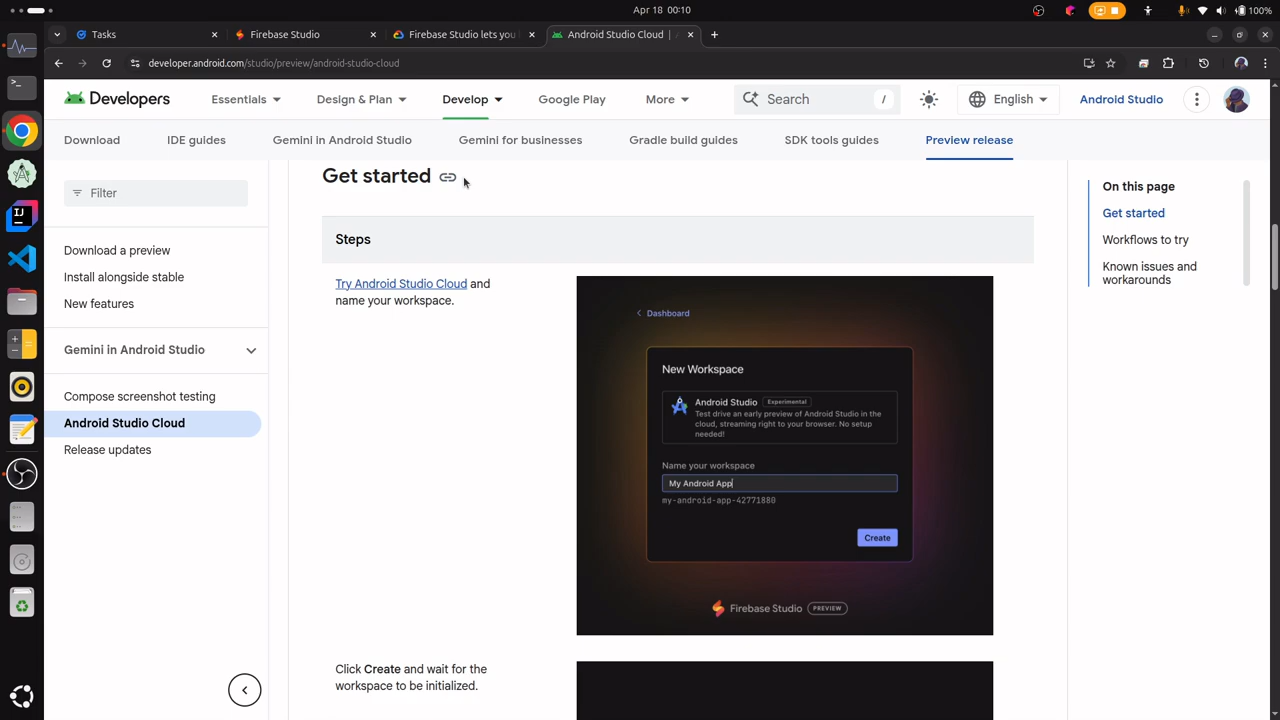 Apr 18 00:10
100%
Tasks
Firebase Studio
Firebase Studio lets you
Android Studio Cloud |
developer.android.com/studio/preview/android-studio-cloud
Developers
Essentials
Design & Plan
Develop
Google Play
More
Search
/
English
Android Studio
Download
IDE guides
Gemini in Android Studio
Gemini for businesses
Gradle build guides
SDK tools guides
Preview release
Filter
Download a preview
Install alongside stable
New features
Gemini in Android Studio
Compose screenshot testing
Android Studio Cloud
Release updates
Get started
Steps
Try Android Studio Cloud and
name your workspace.
Dashboard
New Workspace
Android Studio Experimental
Test drive an early preview of Android Studio in the
cloud, streaming right to your browser. No setup
needed!
Name your workspace
My Android App
my-android-app-42771880
Create
Firebase Studio PREVIEW
Click Create and wait for the
workspace to be initialized.
On this page
Get started
Workflows to try
Known issues and
workarounds